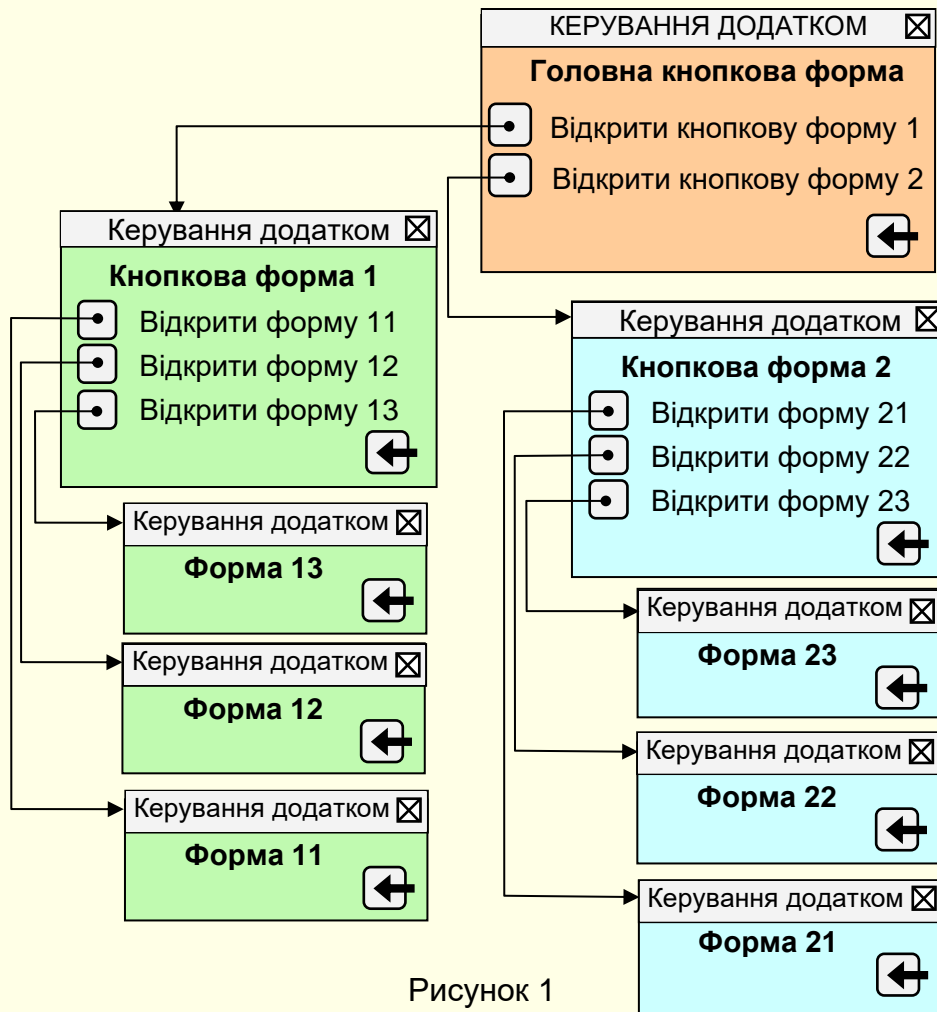 КЕРУВАННЯ ДОДАТКОМ
Головна кнопкова форма
Відкрити кнопкову форму 1
Відкрити кнопкову форму 2
Керування додатком
Кнопкова форма 1
Відкрити форму 11
Відкрити форму 12
Відкрити форму 13
Керування додатком
Форма 13
Керування додатком
Форма 12
Керування додатком
Форма 11
Керування додатком
Кнопкова форма 2
Відкрити форму 21
Відкрити форму 22
Відкрити форму 23
Керування додатком
Форма 23
Керування додатком
Форма 22
Керування додатком
Форма 21
Рисунок 1